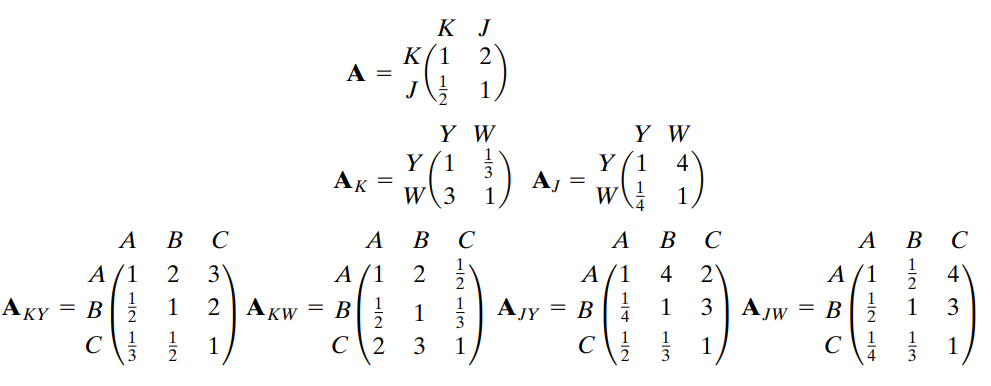 K J
A = K ( 1 2 )
J ( 1/2 1 )
Y W Y W
A_K = Y ( 1 1/3 ) A_J = Y ( 1 4 )
W ( 3 1 ) W ( 1/4 1 )
A B C A B C A B C A B C
A ( 1 2 3 ) A ( 1 2 1/2 ) A ( 1 4 2 ) A ( 1 1/2 4 )
A_KY = B ( 1/2 1 2 ) A_KW = B ( 1/2 1 1/3 ) A_JY = B ( 1/4 1 3 ) A_JW = B ( 1/2 1 3 )
C ( 1/3 1/2 1 ) C ( 2 3 1 ) C ( 1/2 1/3 1 ) C ( 1/4 1/3 1 )